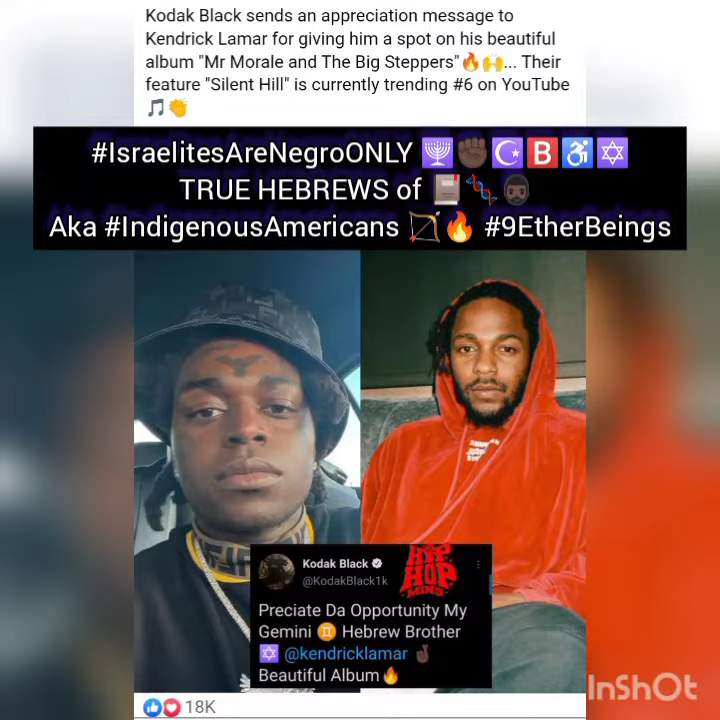 Kodak Black sends an appreciation message to
Kendrick Lamar for giving him a spot on his beautiful
album "Mr Morale and The Big Steppers"🔥🙌... Their
feature "Silent Hill" is currently trending #6 on YouTube
🎵👏
#IsraelitesAreNegroONLY 🕎✊🏿☪️🅱️♿🔯
TRUE HEBREWS of 📔🧬🧔🏿
Aka #IndigenousAmericans 🏹🔥 #9EtherBeings
Kodak Black
@KodakBlack1k
HIP
HOP
MINS
Preciate Da Opportunity My
Gemini ♊ Hebrew Brother
🔯 @kendricklamar 🤞🏿
Beautiful Album🔥
18K
InShOt